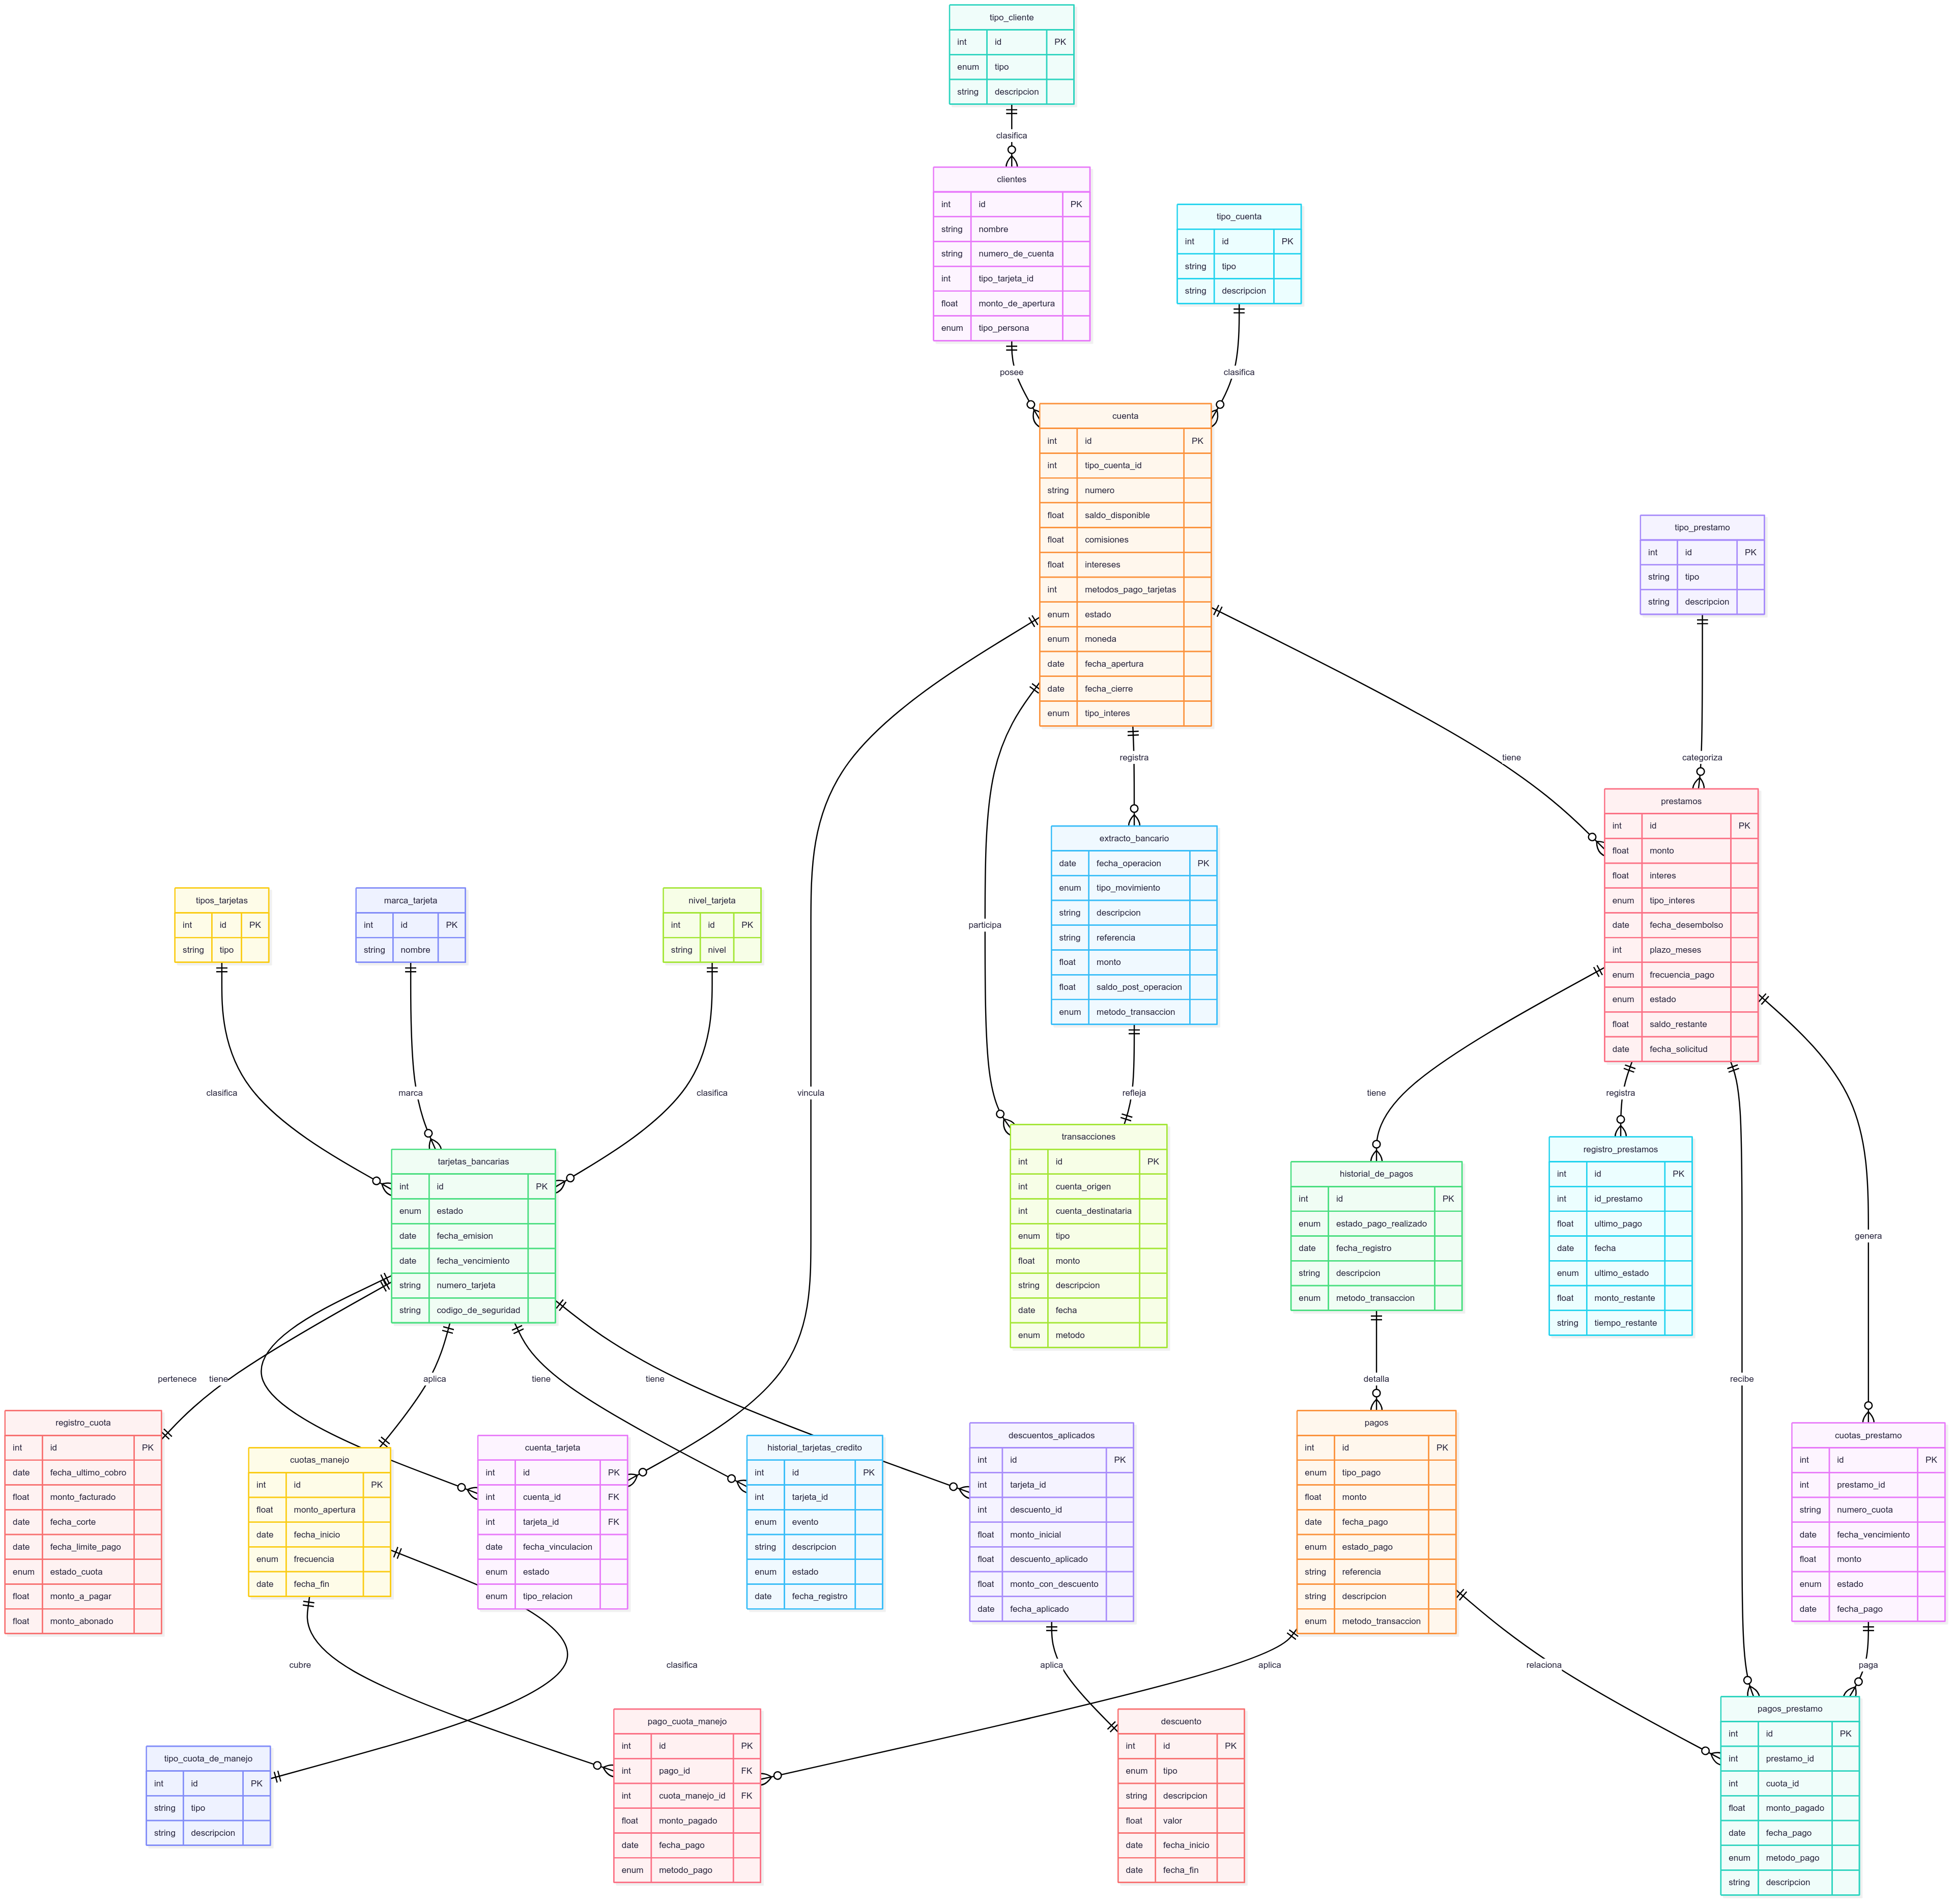 tipo_cliente
int id PK
enum tipo
string descripcion
clasifica
clientes
int id PK
string nombre
string numero_de_cuenta
int tipo_tarjeta_id
float monto_de_apertura
enum tipo_persona
tipo_cuenta
int id PK
string tipo
string descripcion
posee
clasifica
cuenta
int id PK
int tipo_cuenta_id
string numero
float saldo_disponible
float comisiones
float intereses
int metodos_pago_tarjetas
enum estado
enum moneda
date fecha_apertura
date fecha_cierre
enum tipo_interes
tipo_prestamo
int id PK
string tipo
string descripcion
registra
tiene
categoriza
prestamos
int id PK
float monto
float interes
enum tipo_interes
date fecha_desembolso
int plazo_meses
enum frecuencia_pago
enum estado
float saldo_restante
date fecha_solicitud
extracto_bancario
date fecha_operacion PK
enum tipo_movimiento
string descripcion
string referencia
float monto
float saldo_post_operacion
enum metodo_transaccion
tipos_tarjetas
int id PK
string tipo
marca_tarjeta
int id PK
string nombre
nivel_tarjeta
int id PK
string nivel
participa
clasifica
marca
clasifica
vincula
refleja
tiene
registra
tarjetas_bancarias
int id PK
enum estado
date fecha_emision
date fecha_vencimiento
string numero_tarjeta
string codigo_de_seguridad
transacciones
int id PK
int cuenta_origen
int cuenta_destinataria
enum tipo
float monto
string descripcion
date fecha
enum metodo
historial_de_pagos
int id PK
enum estado_pago_realizado
date fecha_registro
string descripcion
enum metodo_transaccion
registro_prestamos
int id PK
int id_prestamo
float ultimo_pago
date fecha
enum ultimo_estado
float monto_restante
string tiempo_restante
genera
pertenece
tiene
aplica
tiene
tiene
detalla
recibe
registro_cuota
int id PK
date fecha_ultimo_cobro
float monto_facturado
date fecha_corte
date fecha_limite_pago
enum estado_cuota
float monto_a_pagar
float monto_abonado
cuotas_manejo
int id PK
float monto_apertura
date fecha_inicio
enum frecuencia
date fecha_fin
cuenta_tarjeta
int id PK
int cuenta_id FK
int tarjeta_id FK
date fecha_vinculacion
enum estado
enum tipo_relacion
historial_tarjetas_credito
int id PK
int tarjeta_id
enum evento
string descripcion
enum estado
date fecha_registro
descuentos_aplicados
int id PK
int tarjeta_id
int descuento_id
float monto_inicial
float descuento_aplicado
float monto_con_descuento
date fecha_aplicado
pagos
int id PK
enum tipo_pago
float monto
date fecha_pago
enum estado_pago
string referencia
string descripcion
enum metodo_transaccion
cuotas_prestamo
int id PK
int prestamo_id
string numero_cuota
date fecha_vencimiento
float monto
enum estado
date fecha_pago
cubre
clasifica
aplica
aplica
relaciona
paga
tipo_cuota_de_manejo
int id PK
string tipo
string descripcion
pago_cuota_manejo
int id PK
int pago_id FK
int cuota_manejo_id FK
float monto_pagado
date fecha_pago
enum metodo_pago
descuento
int id PK
enum tipo
string descripcion
float valor
date fecha_inicio
date fecha_fin
pagos_prestamo
int id PK
int prestamo_id
int cuota_id
float monto_pagado
date fecha_pago
enum metodo_pago
string descripcion